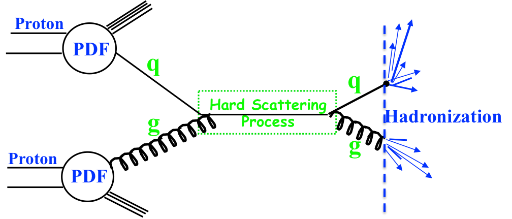 Proton
PDF
q
q
Hard Scattering
Process
Hadronization
g
g
Proton
PDF